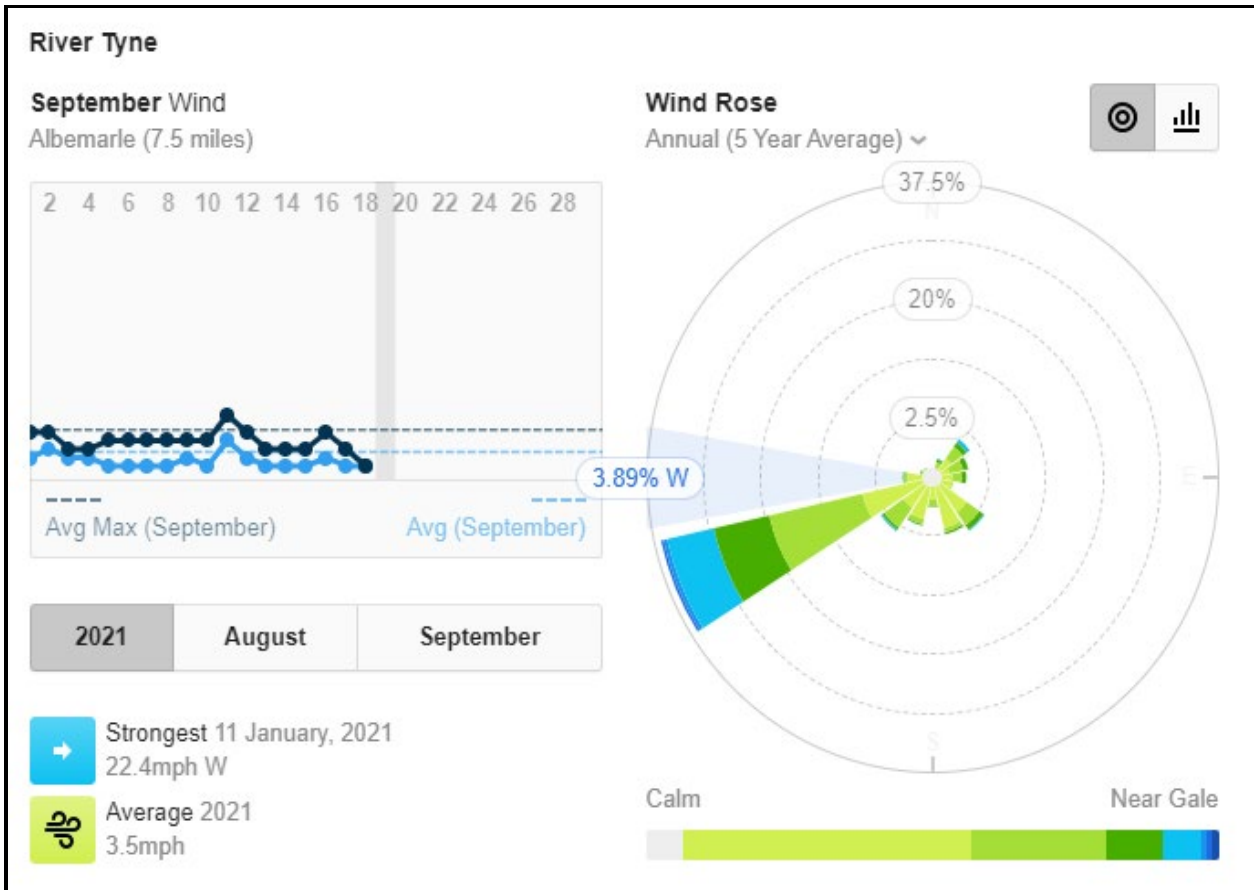 River Tyne
September Wind
Albemarle (7.5 miles)
2 4 6 8 10 12 14 16 18 20 22 24 26 28
Avg Max (September)
Avg (September)
2021
August
September
Strongest 11 January, 2021
22.4mph W
Average 2021
3.5mph
Wind Rose
Annual (5 Year Average)
37.5%
N
20%
2.5%
3.89% W
E
S
Calm
Near Gale